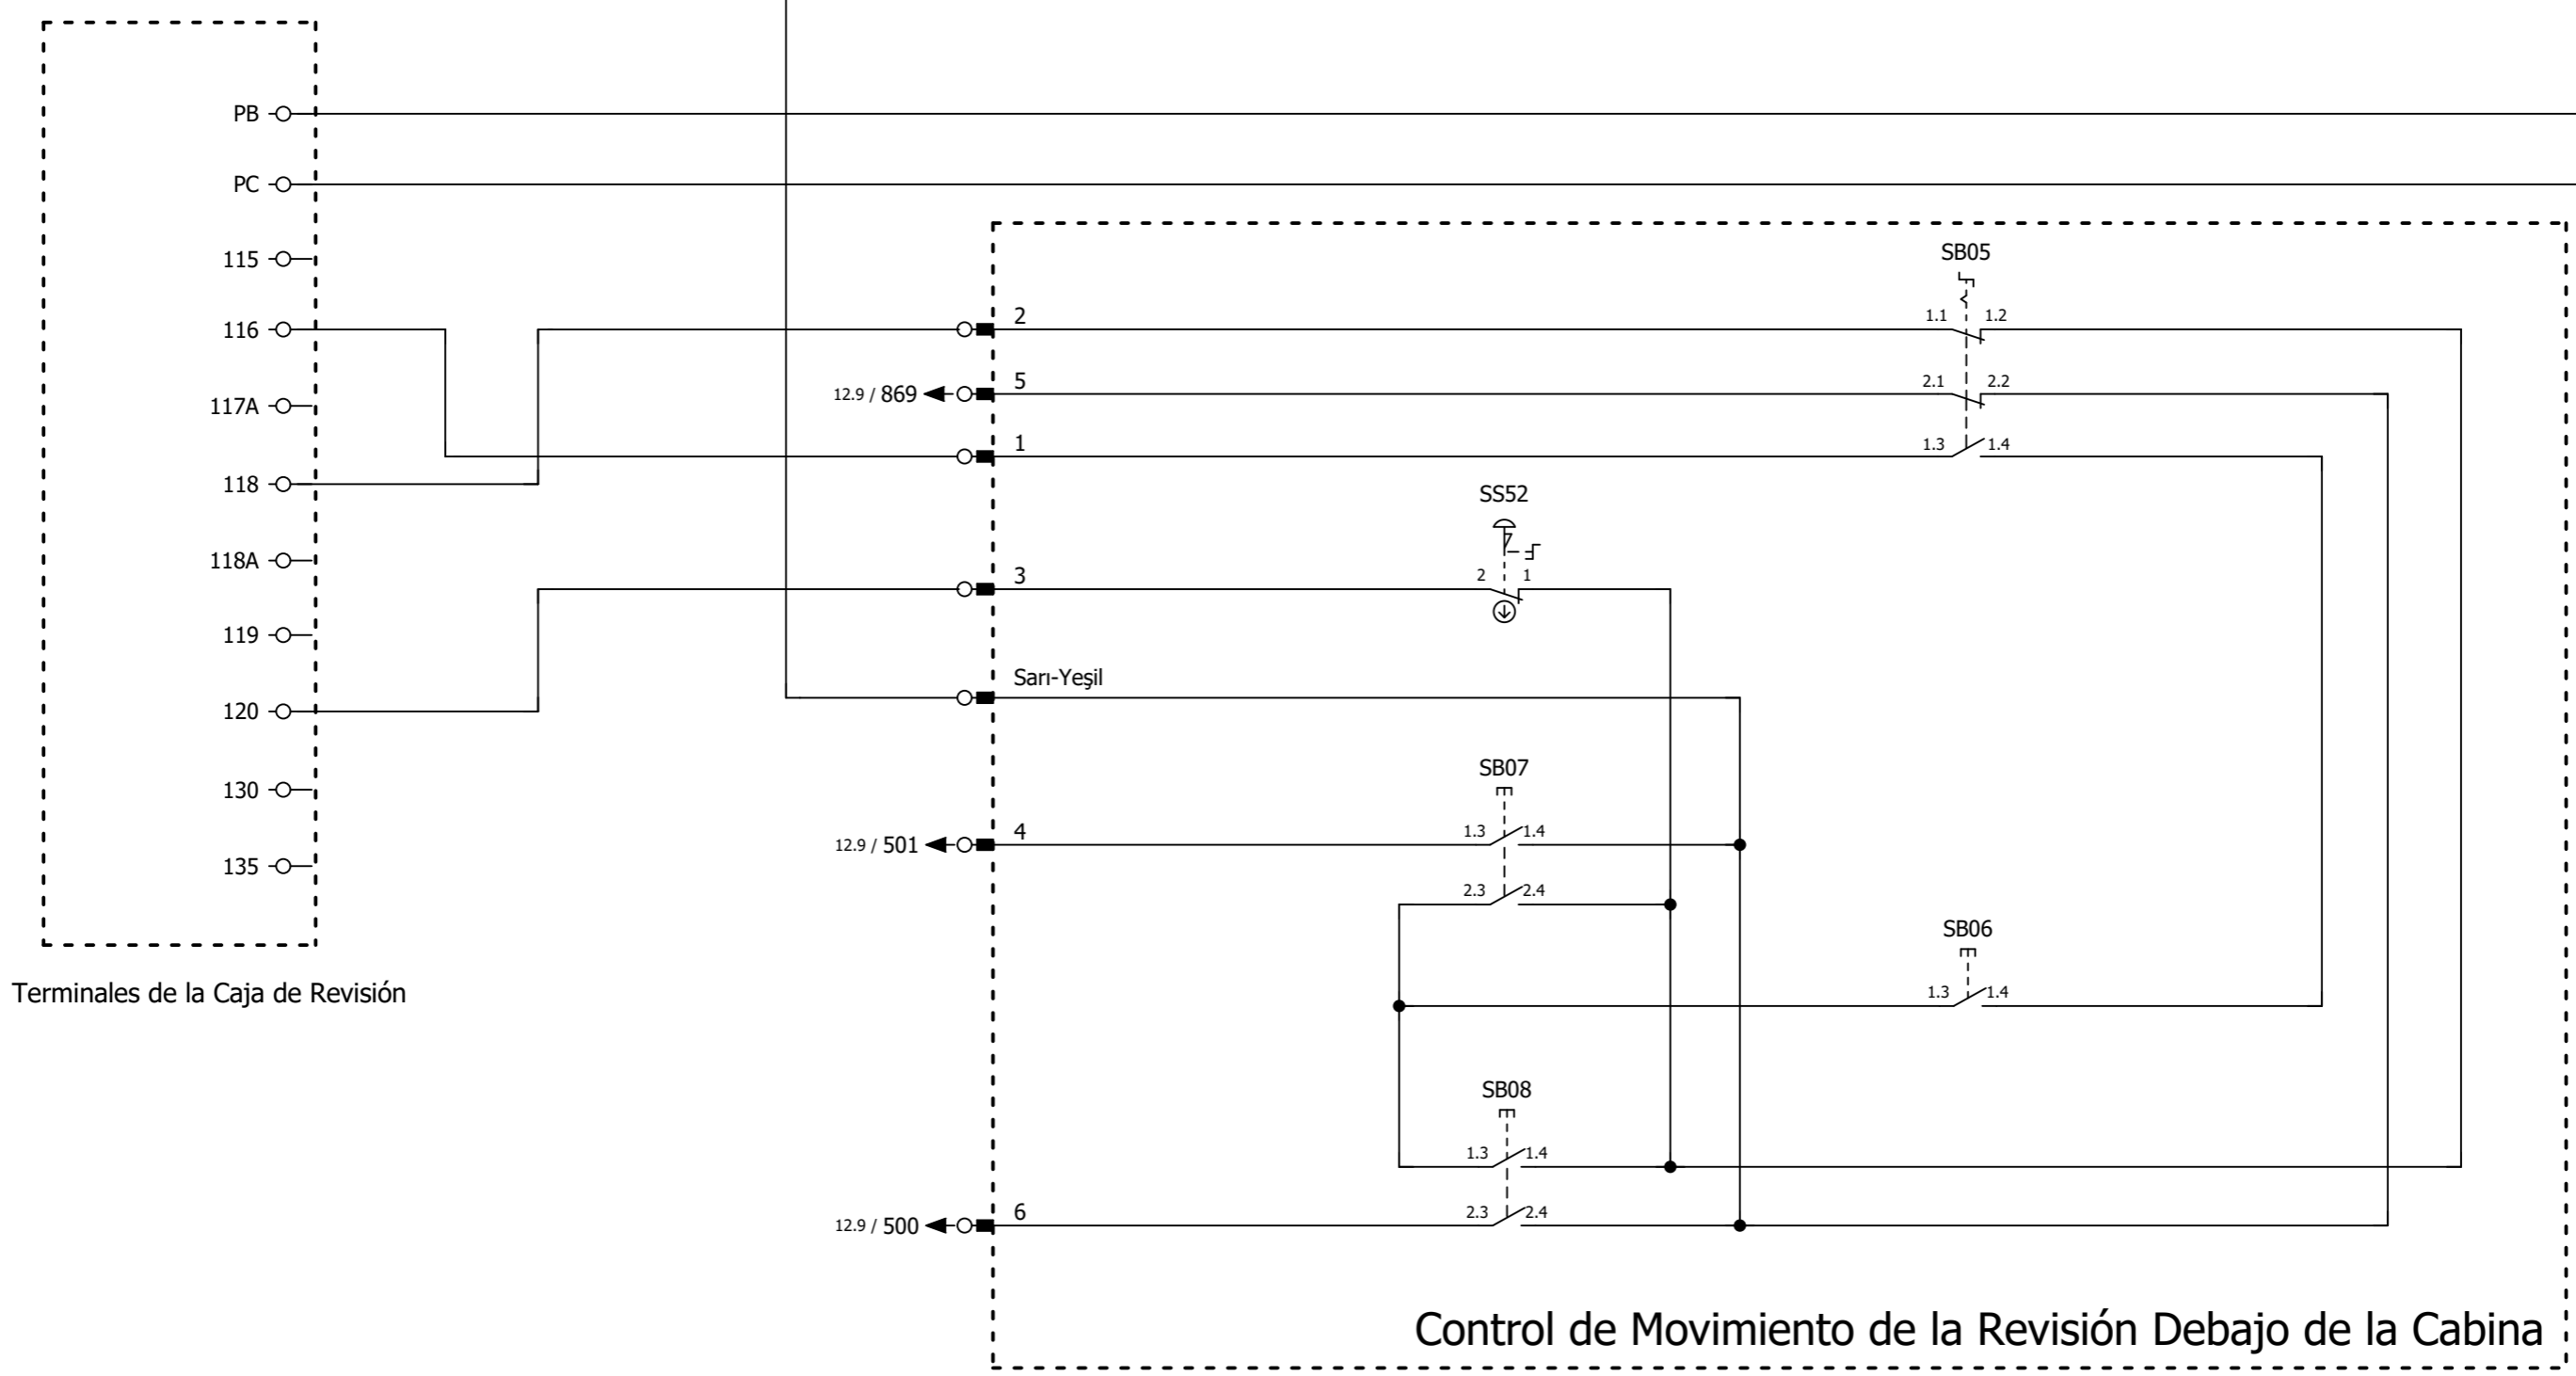 PB
PC
115
116
117A
118
118A
119
120
130
135
Terminales de la Caja de Revisión
SB05
2
1.1 1.2
12.9 / 869
5
2.1 2.2
1
1.3 1.4
SS52
3
2 1
Sarı-Yeşil
SB07
12.9 / 501
4
1.3 1.4
2.3 2.4
SB06
1.3 1.4
SB08
1.3 1.4
12.9 / 500
6
2.3 2.4
Control de Movimiento de la Revisión Debajo de la Cabina